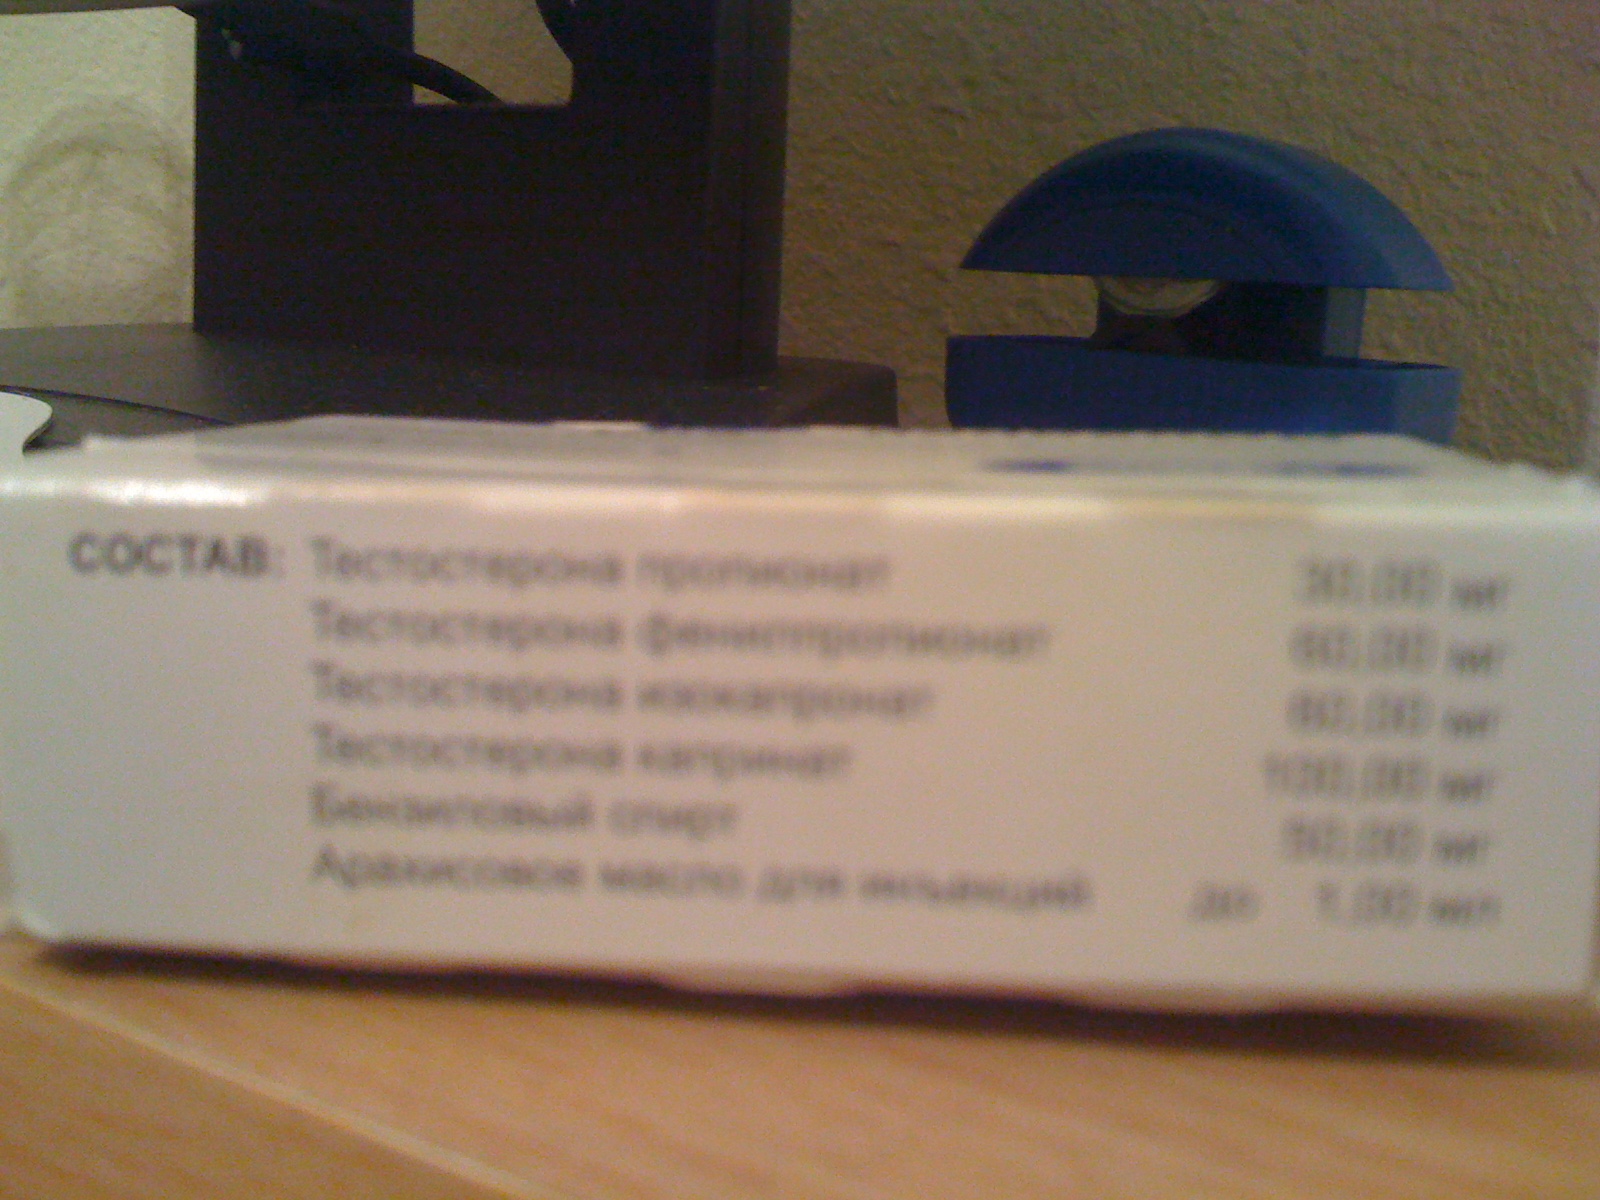 СОСТАВ: Тестостерона пропионат 30,00 мг
Тестостерона фенилпропионат 60,00 мг
Тестостерона изокапронат 60,00 мг
Тестостерона капринат 100,00 мг
Бензиловый спирт 50,00 мг
Арахисовое масло для инъекций до 1,00 мл